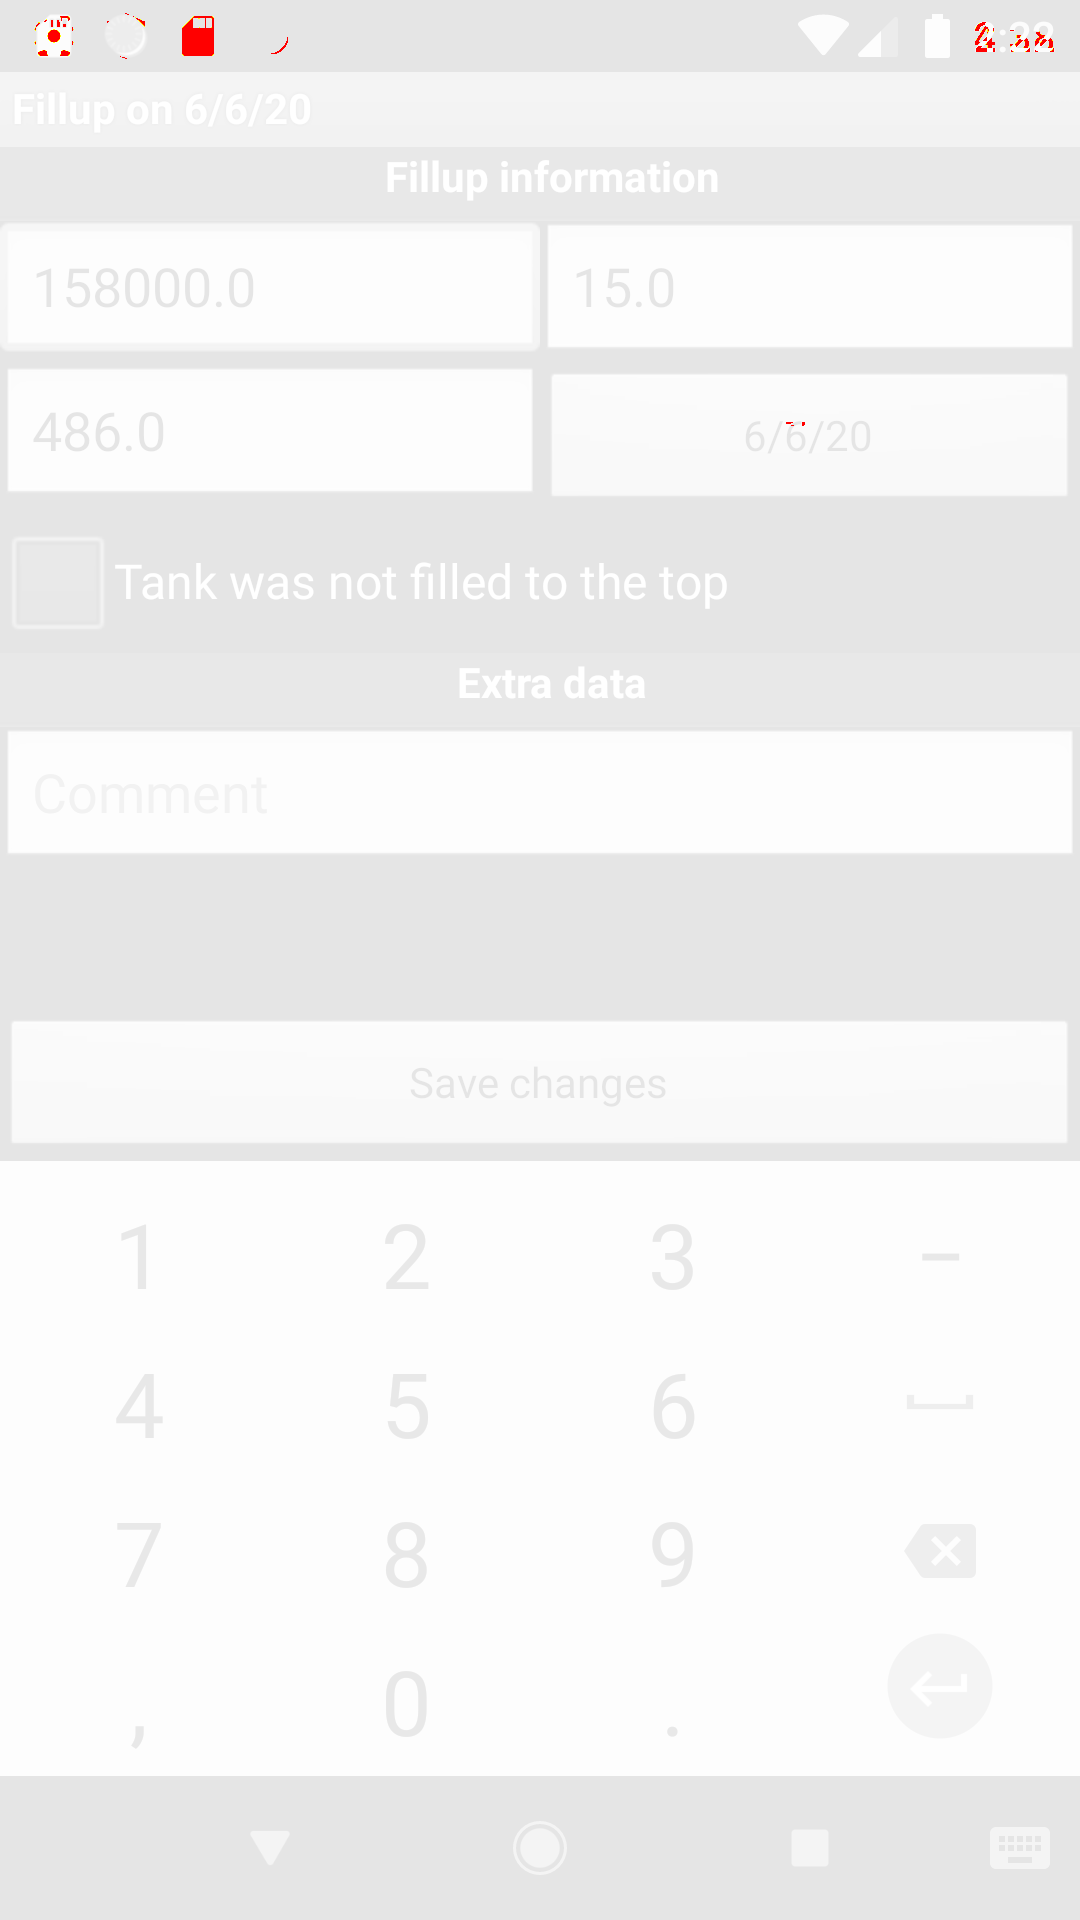 Fillup on 6/6/20
Fillup information
158000.0 15.0
486.0 6/6/20
Tank was not filled to the top
Extra data
Comment
Save changes
1 2 3 –
4 5 6
7 8 9
, 0 .